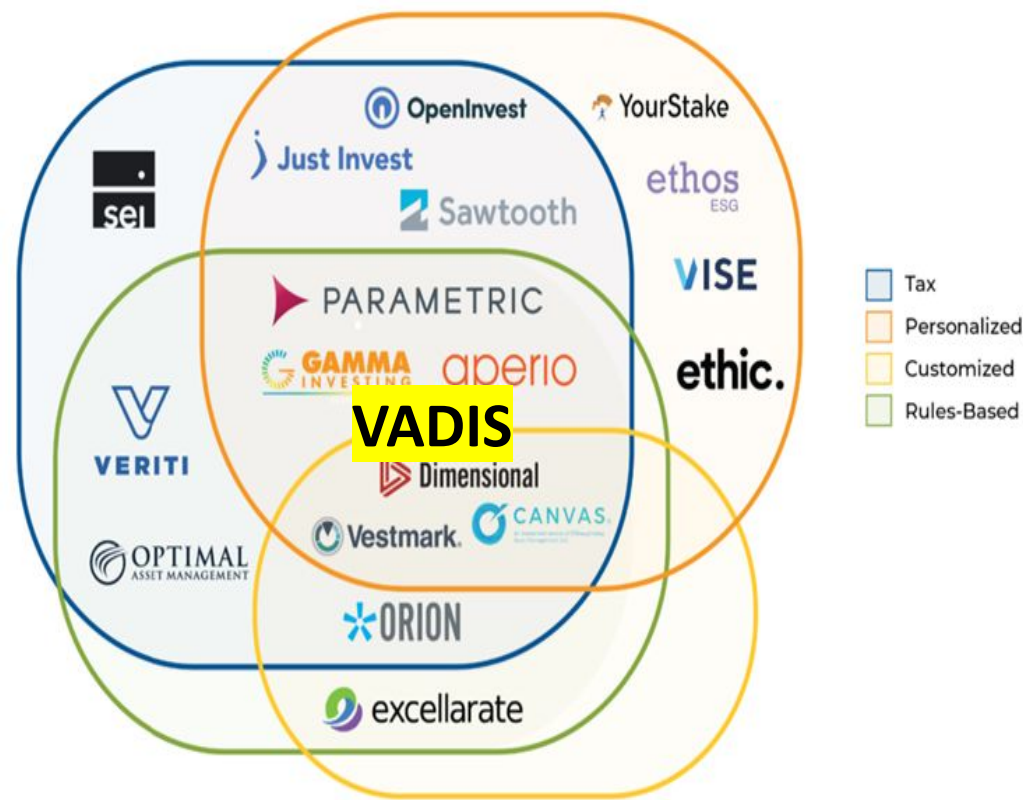 OpenInvest
YourStake
Just Invest
sei
ethos
ESG
Sawtooth
VISE
PARAMETRIC
GAMMA
INVESTING
aperio
ethic.
VADIS
VERITI
Dimensional
CANVAS
Vestmark.
OPTIMAL
ASSET MANAGEMENT
ORION
excellarate
Tax
Personalized
Customized
Rules-Based